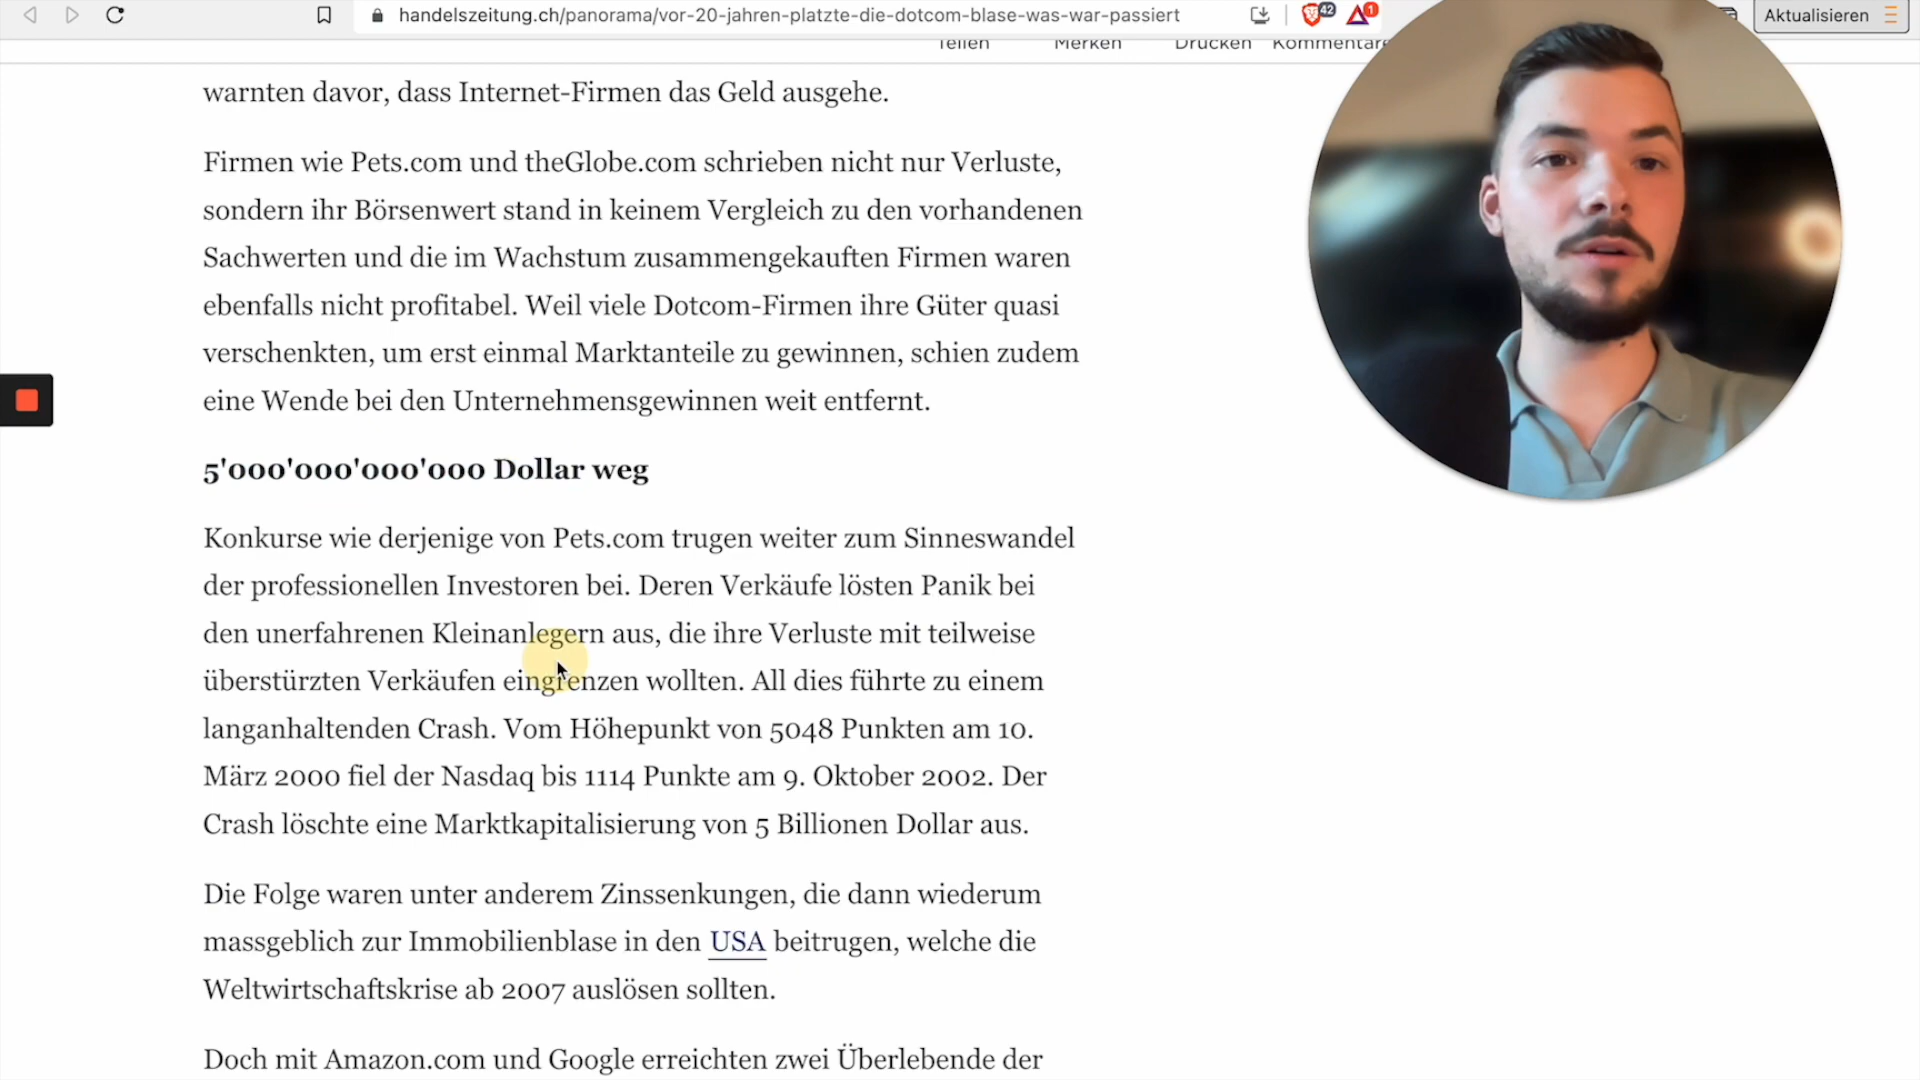 handelszeitung.ch/panorama/vor-20-jahren-platzte-die-dotcom-blase-was-war-passiert
42
1
Aktualisieren
Teilen Merken Drucken Kommentare
warnten davor, dass Internet-Firmen das Geld ausgehe.
Firmen wie Pets.com und theGlobe.com schrieben nicht nur Verluste,
sondern ihr Börsenwert stand in keinem Vergleich zu den vorhandenen
Sachwerten und die im Wachstum zusammengekauften Firmen waren
ebenfalls nicht profitabel. Weil viele Dotcom-Firmen ihre Güter quasi
verschenkten, um erst einmal Marktanteile zu gewinnen, schien zudem
eine Wende bei den Unternehmensgewinnen weit entfernt.
5'000'000'000'000 Dollar weg
Konkurse wie derjenige von Pets.com trugen weiter zum Sinneswandel
der professionellen Investoren bei. Deren Verkäufe lösten Panik bei
den unerfahrenen Kleinanlegern aus, die ihre Verluste mit teilweise
überstürzten Verkäufen eingrenzen wollten. All dies führte zu einem
langanhaltenden Crash. Vom Höhepunkt von 5048 Punkten am 10.
März 2000 fiel der Nasdaq bis 1114 Punkte am 9. Oktober 2002. Der
Crash löschte eine Marktkapitalisierung von 5 Billionen Dollar aus.
Die Folge waren unter anderem Zinssenkungen, die dann wiederum
massgeblich zur Immobilienblase in den USA beitrugen, welche die
Weltwirtschaftskrise ab 2007 auslösen sollten.
Doch mit Amazon.com und Google erreichten zwei Überlebende der